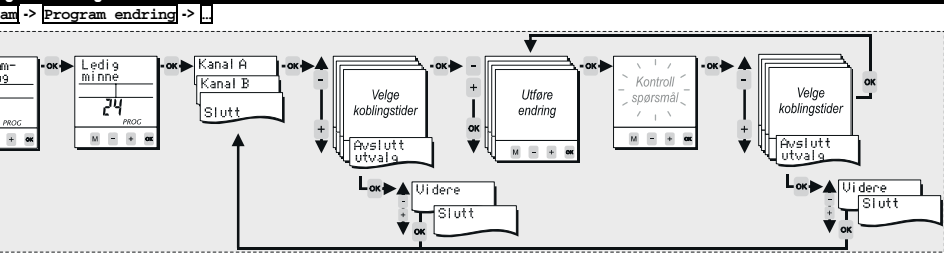 am -> Program endring -> …
OK Ledig minne 24 PROG M - + OK
PROG + OK
OK Kanal A
Kanal B
Slutt
OK - +
Velge koblingstider
Avslutt utvalg
OK - + OK
Utføre endring
M - + OK
OK
Kontroll spørsmål
M - + OK
OK - +
Velge koblingstider
Avslutt utvalg
OK
OK - + OK
Videre
Slutt
OK - + OK
Videre
Slutt